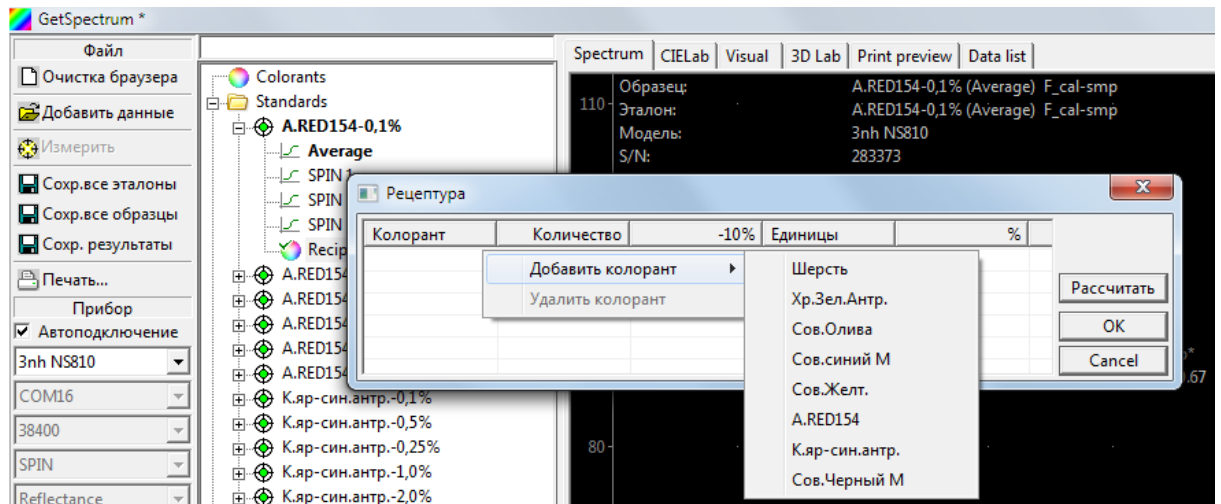 GetSpectrum *
Файл
Очистка браузера
Добавить данные
Измерить
Сохр.все эталоны
Сохр.все образцы
Сохр. результаты
Печать...
Прибор
Автоподключение
3nh NS810
COM16
38400
SPIN
Reflectance
Colorants
Standards
A.RED154-0,1%
Average
SPIN 1
SPIN
SPIN
Recip
A.RED154
A.RED154
A.RED154
A.RED154
A.RED154
К.яр-син.антр.-0,1%
К.яр-син.антр.-0,5%
К.яр-син.антр.-0,25%
К.яр-син.антр.-1,0%
К.яр-син.антр.-2,0%
Spectrum CIELab Visual 3D Lab Print preview Data list
110
Образец: A.RED154-0,1% (Average) F_cal-smp
Эталон: A.RED154-0,1% (Average) F_cal-smp
Модель: 3nh NS810
S/N: 283373
80
.67
Рецептура
Колорант Количество -10% Единицы %
Добавить колорант
Удалить колорант
Шерсть
Хр.Зел.Антр.
Сов.Олива
Сов.синий М
Сов.Желт.
A.RED154
К.яр-син.антр.
Сов.Черный М
Рассчитать
OK
Cancel